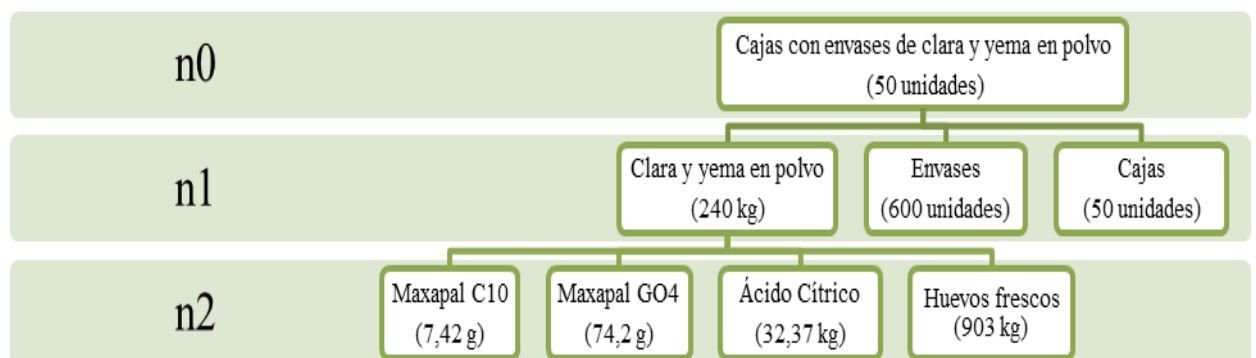 n0
Cajas con envases de clara y yema en polvo
(50 unidades)
n1
Clara y yema en polvo
(240 kg)
Envases
(600 unidades)
Cajas
(50 unidades)
n2
Maxapal C10
(7,42 g)
Maxapal GO4
(74,2 g)
Ácido Cítrico
(32,37 kg)
Huevos frescos
(903 kg)